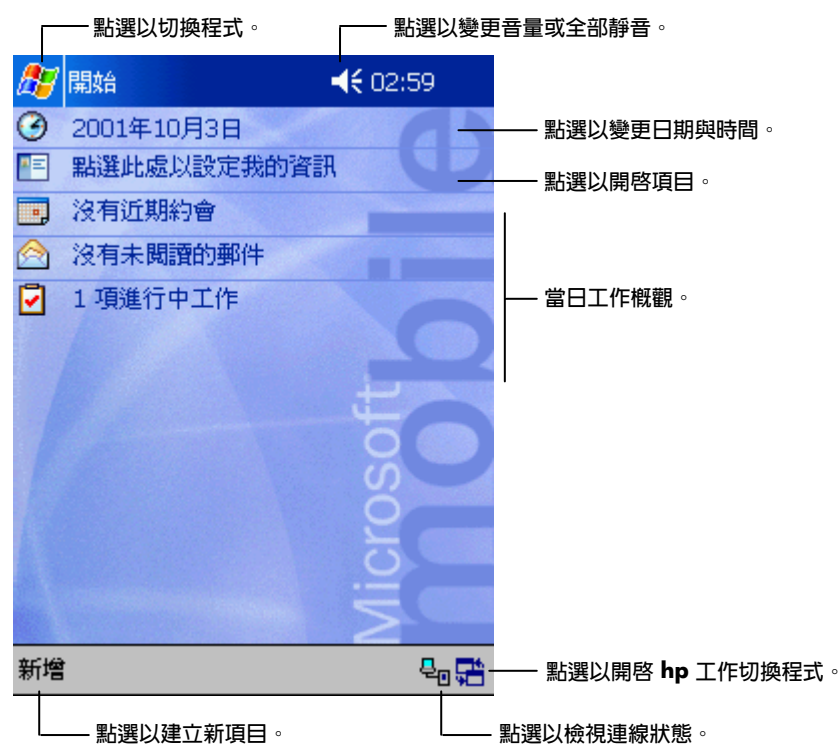 點選以切換程式。
點選以變更音量或全部靜音。
開始
02:59
2001年10月3日
點選以變更日期與時間。
點選此處以設定我的資訊
點選以開啓項目。
沒有近期約會
沒有未閱讀的郵件
1 項進行中工作
當日工作概觀。
Microsoft
mobile
新增
點選以開啓 hp 工作切換程式。
點選以建立新項目。
點選以檢視連線狀態。